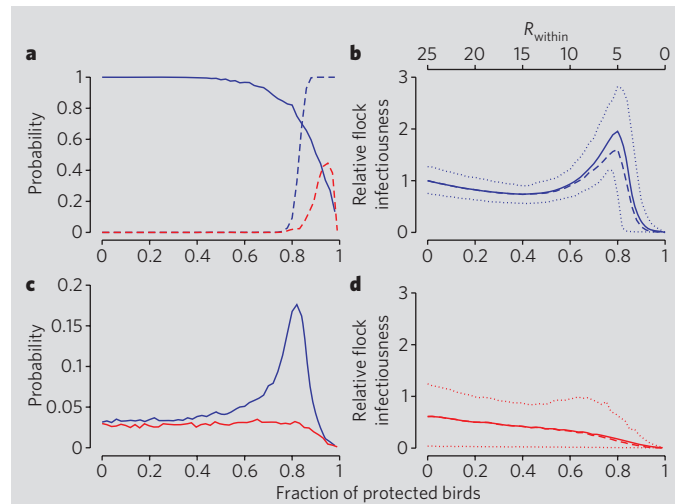 a
Probability
1
0.8
0.6
0.4
0.2
0
0 0.2 0.4 0.6 0.8 1
b
Rwithin
25 20 15 10 5 0
Relative flock
infectiousness
3
2
1
0
0 0.2 0.4 0.6 0.8 1
c
Probability
0.2
0.15
0.1
0.05
0
0 0.2 0.4 0.6 0.8 1
d
Relative flock
infectiousness
3
2
1
0
0 0.2 0.4 0.6 0.8 1
Fraction of protected birds